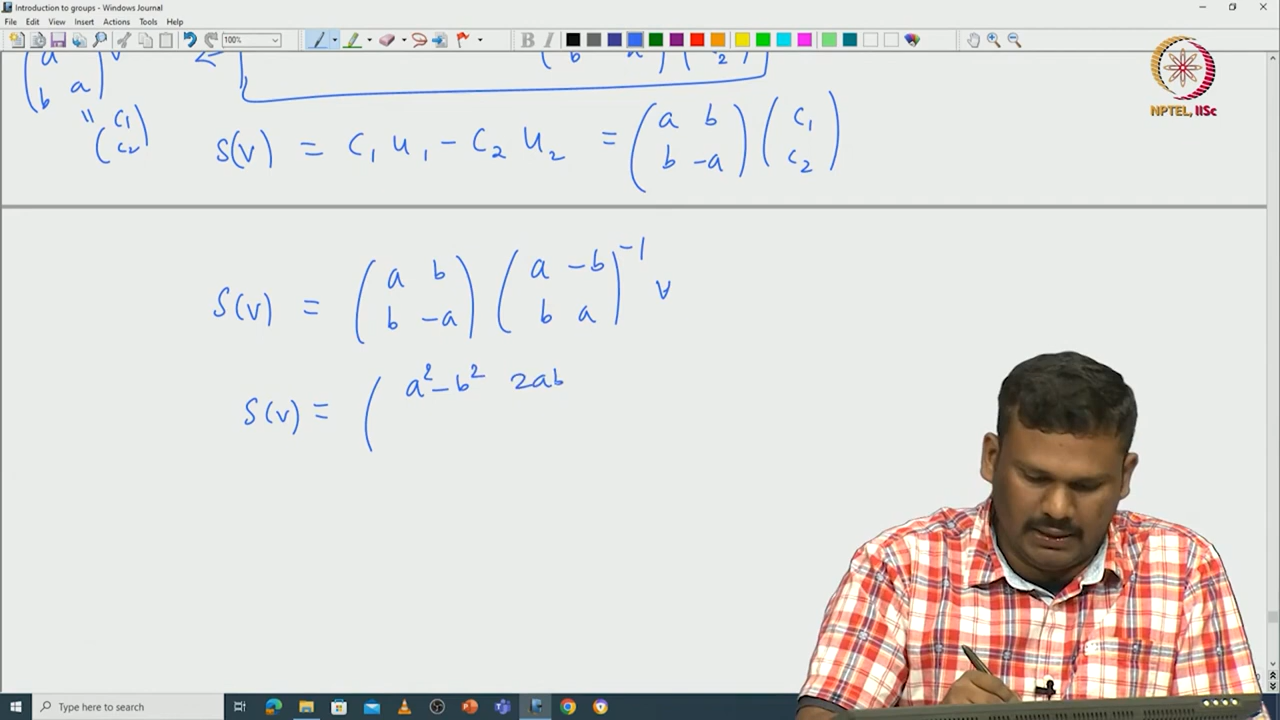 Introduction to groups - Windows Journal
File Edit View Insert Actions Tools Help
100%
B I
NPTEL, IISc
a v
b a
b a c2
" c1
c2
S(v) = c1 u1 - c2 u2 = ( a b ) ( c1 )
( b -a ) ( c2 )
S(v) = ( a b ) ( a -b )^-1 v
( b -a ) ( b a )
S(v) = ( a² - b² 2ab
Type here to search